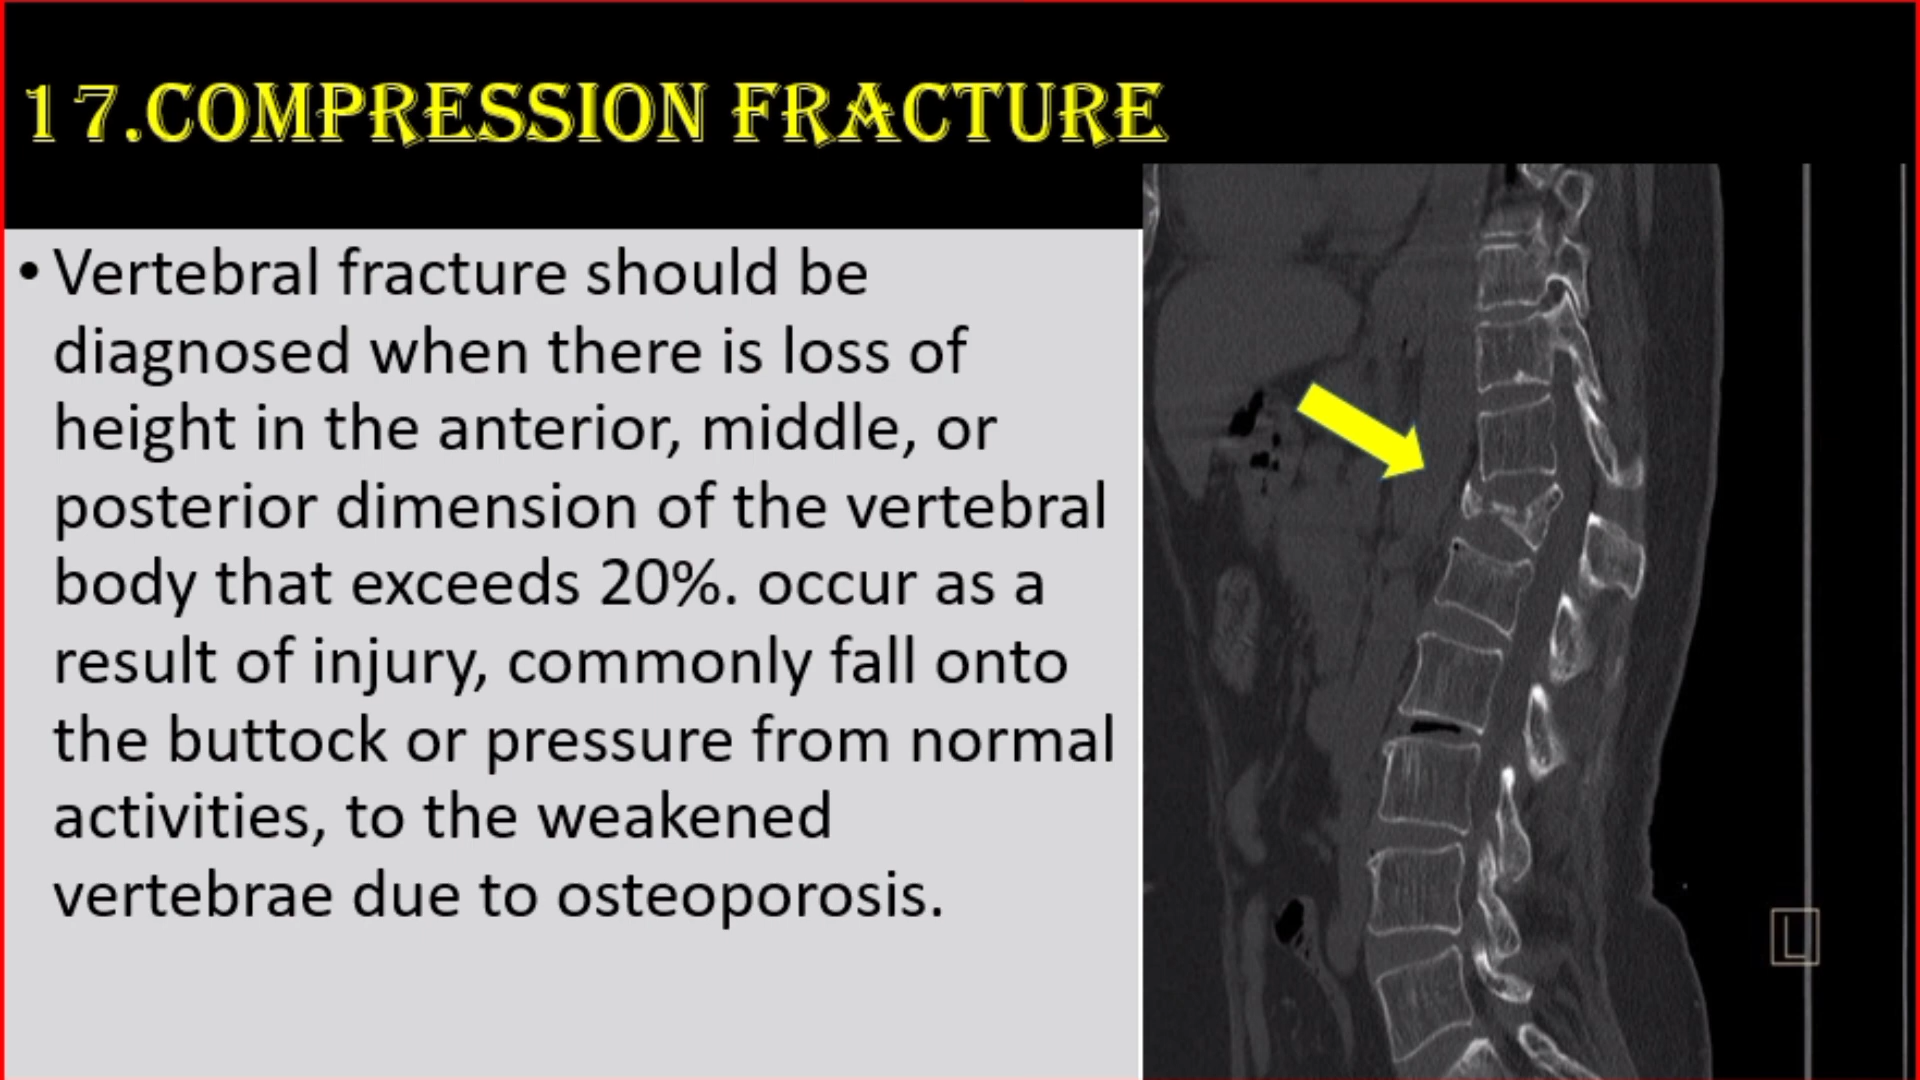 17.COMPRESSION FRACTURE
• Vertebral fracture should be
diagnosed when there is loss of
height in the anterior, middle, or
posterior dimension of the vertebral
body that exceeds 20%. occur as a
result of injury, commonly fall onto
the buttock or pressure from normal
activities, to the weakened
vertebrae due to osteoporosis.
L